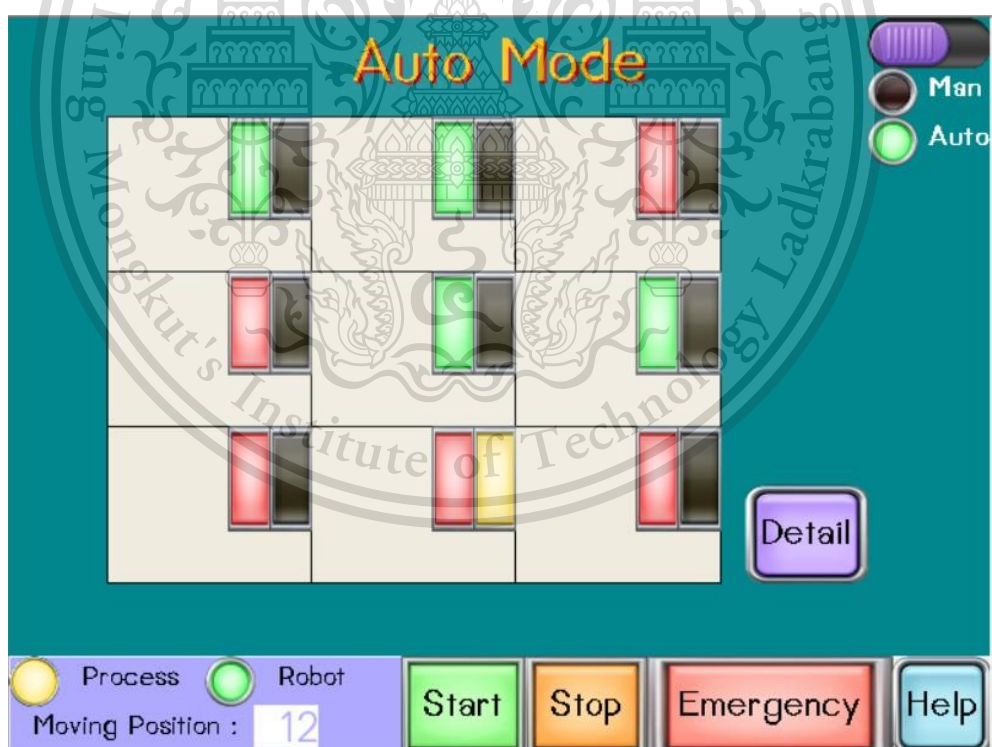 Auto Mode
Man
Auto
Detail
Process
Robot
Moving Position :
12
Start
Stop
Emergency
Help
King Mongkut's Institute of Technology Ladkrabang